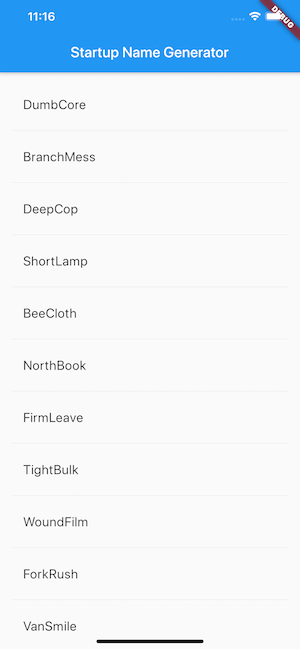 11:16
DEBUG
Startup Name Generator
DumbCore
BranchMess
DeepCop
ShortLamp
BeeCloth
NorthBook
FirmLeave
TightBulk
WoundFilm
ForkRush
VanSmile